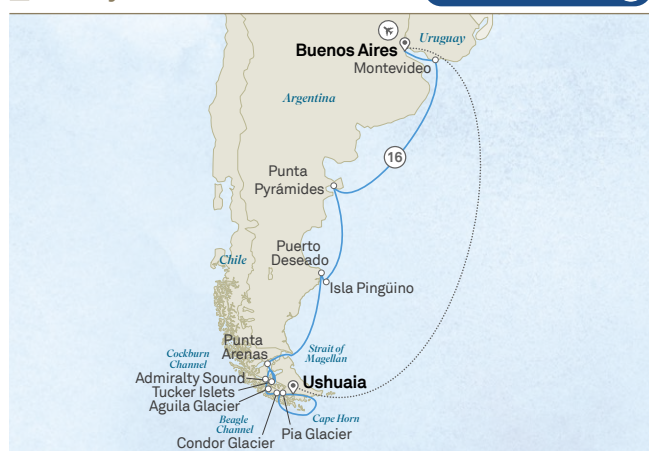 Uruguay
Buenos Aires
Montevideo
Argentina
16
Punta
Pyrámides
Puerto
Deseado
Chile
Isla Pingüino
Punta
Arenas
Strait of
Magellan
Cockburn
Channel
Admiralty Sound
Ushuaia
Tucker Islets
Aguila Glacier
Beagle
Channel
Cape Horn
Pia Glacier
Condor Glacier